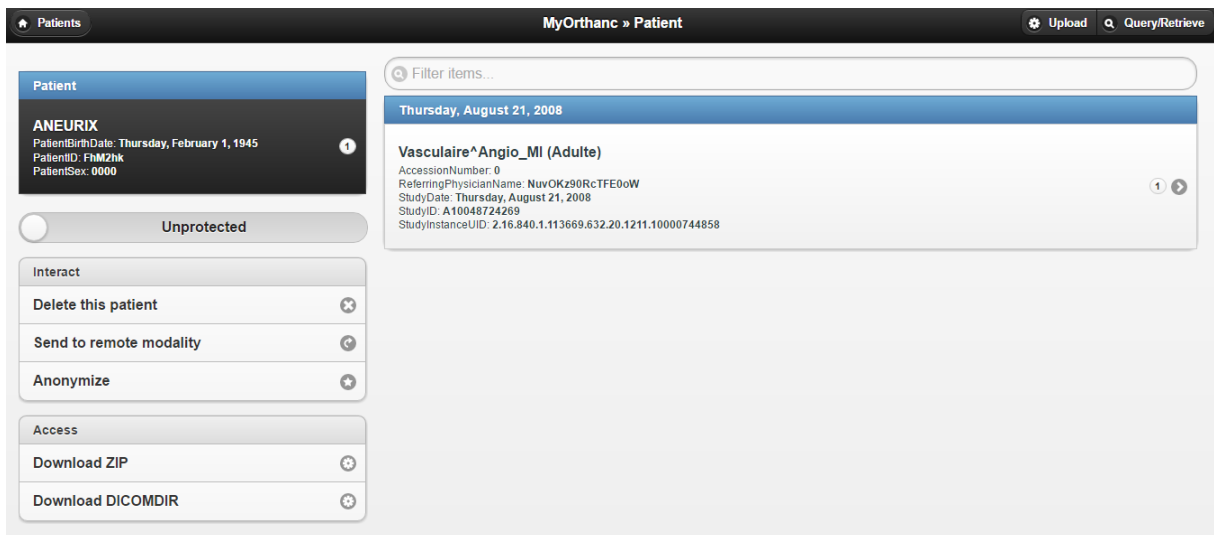 Patients
MyOrthanc » Patient
Upload
Query/Retrieve
Patient
ANEURIX
PatientBirthDate: Thursday, February 1, 1945
PatientID: FhM2hk
PatientSex: 0000
1
Unprotected
Interact
Delete this patient
Send to remote modality
Anonymize
Access
Download ZIP
Download DICOMDIR
Filter items...
Thursday, August 21, 2008
Vasculaire^Angio_MI (Adulte)
AccessionNumber: 0
ReferringPhysicianName: NuvOKz90RcTFE0oW
StudyDate: Thursday, August 21, 2008
StudyID: A10048724269
StudyInstanceUID: 2.16.840.1.113669.632.20.1211.10000744858
1